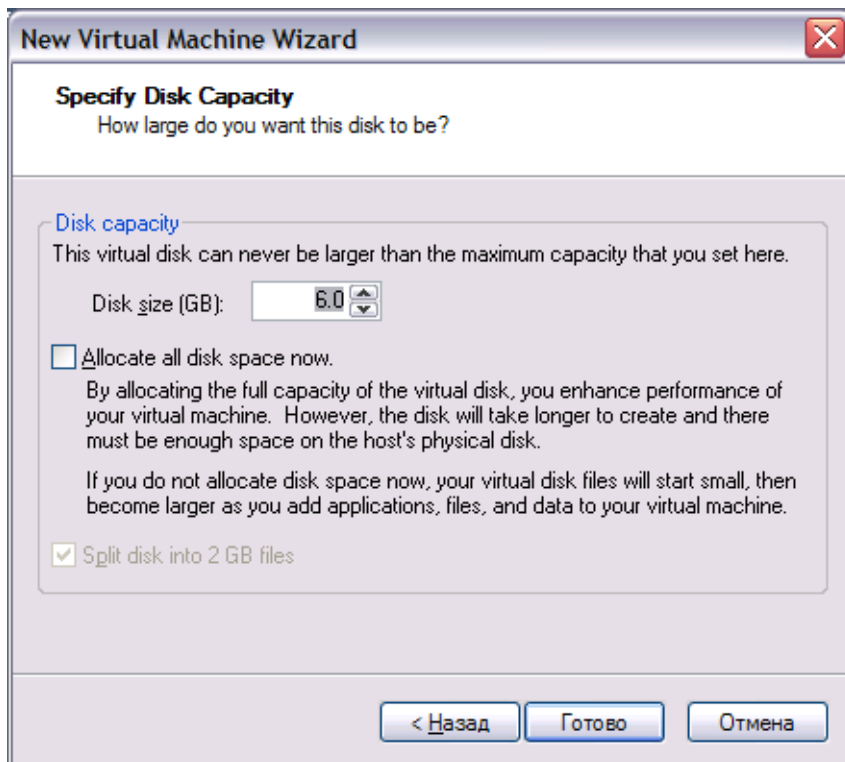 New Virtual Machine Wizard
Specify Disk Capacity
How large do you want this disk to be?
Disk capacity
This virtual disk can never be larger than the maximum capacity that you set here.
Disk size (GB): 6.0
Allocate all disk space now.
By allocating the full capacity of the virtual disk, you enhance performance of
your virtual machine. However, the disk will take longer to create and there
must be enough space on the host's physical disk.
If you do not allocate disk space now, your virtual disk files will start small, then
become larger as you add applications, files, and data to your virtual machine.
Split disk into 2 GB files
< Назад Готово Отмена